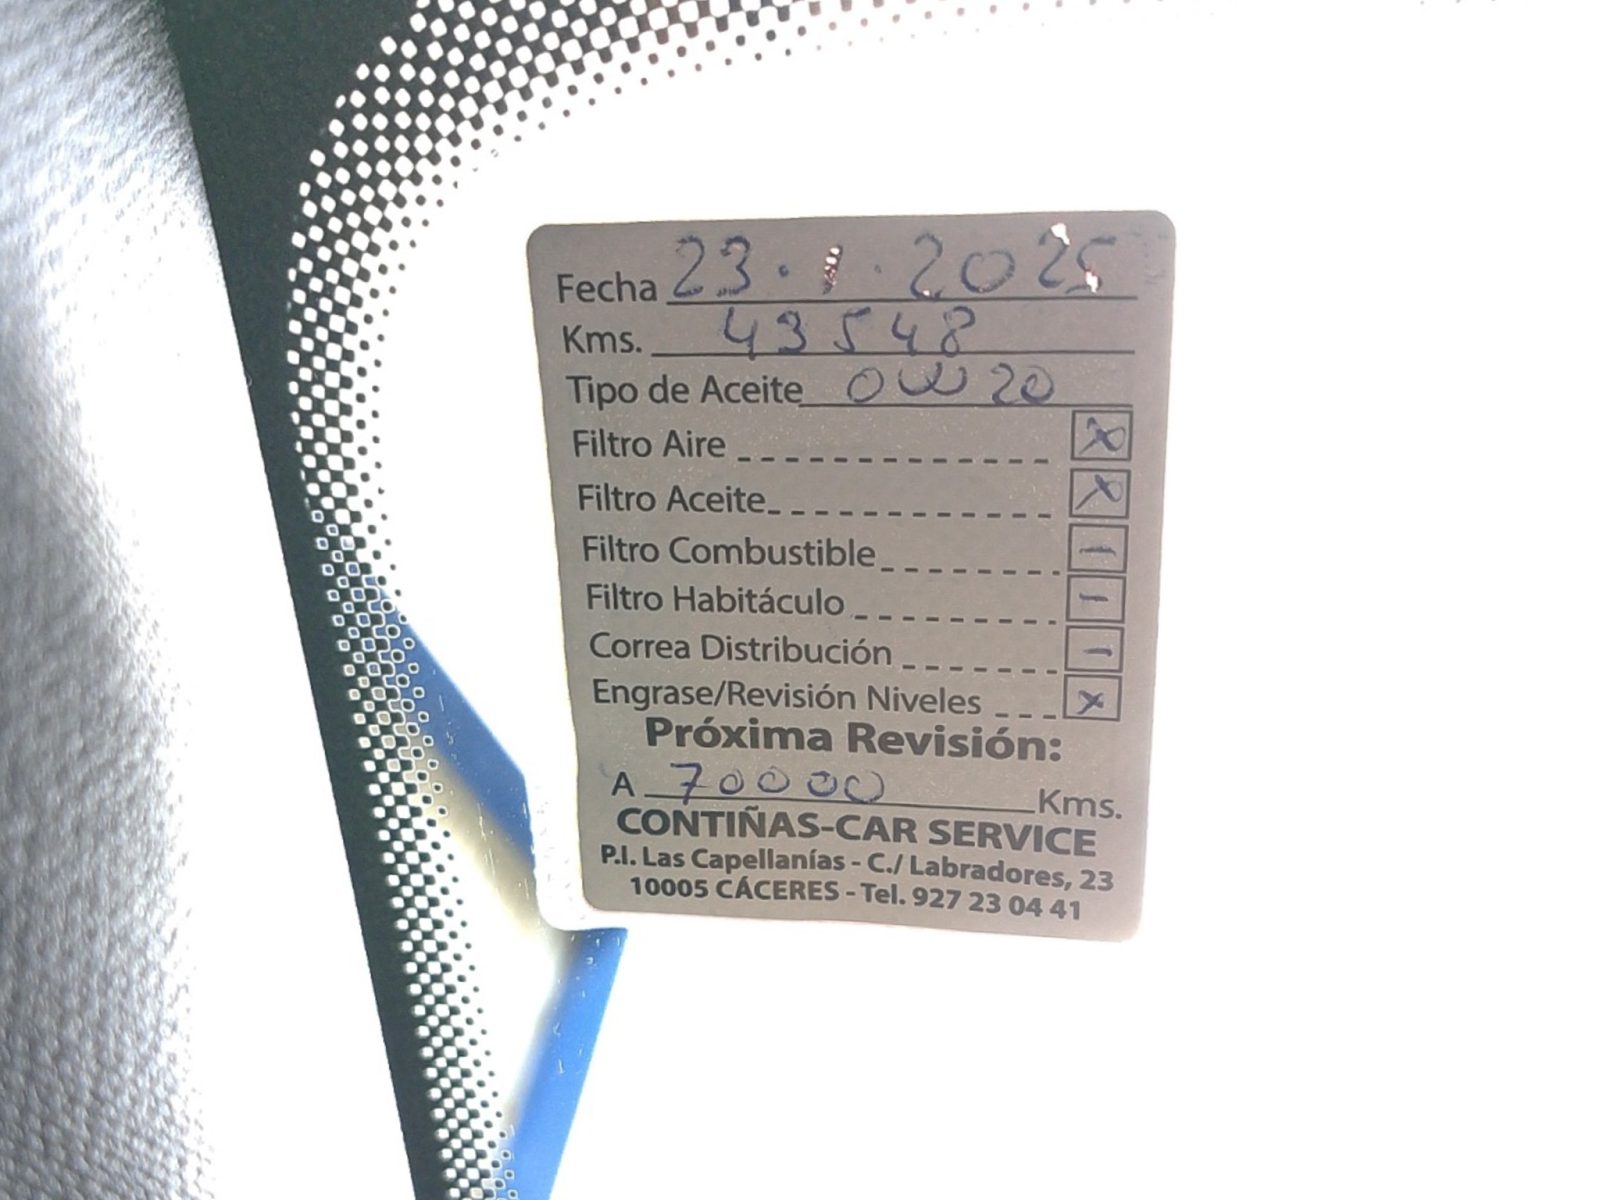 Fecha 23.1.2025
Kms. 43548
Tipo de Aceite 0W20
Filtro Aire ------------- X
Filtro Aceite ------------ X
Filtro Combustible -------- -
Filtro Habitáculo --------- -
Correa Distribución ------- -
Engrase/Revisión Niveles --- X
Próxima Revisión:
A 70000 Kms.
CONTIÑAS-CAR SERVICE
P.I. Las Capellanías - C./ Labradores, 23
10005 CÁCERES - Tel. 927 23 04 41